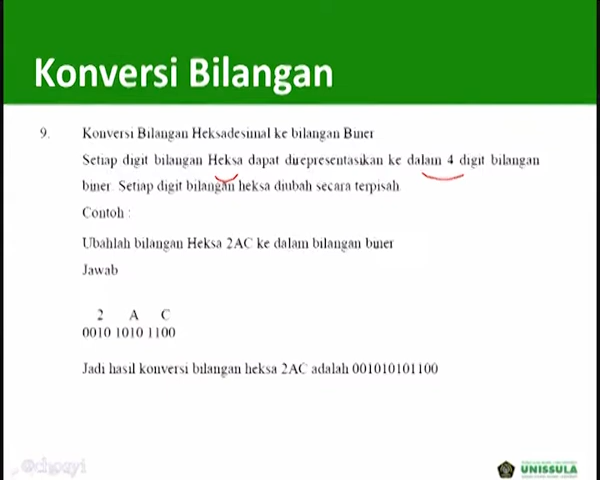 Konversi Bilangan
9. Konversi Bilangan Heksadesimal ke bilangan Biner
Setiap digit bilangan Heksa dapat direpresentasikan ke dalam 4 digit bilangan
biner. Setiap digit bilangan heksa diubah secara terpisah.
Contoh :
Ubahlah bilangan Heksa 2AC ke dalam bilangan biner
Jawab
2 A C
0010 1010 1100
Jadi hasil konversi bilangan heksa 2AC adalah 001010101100
UNISSULA